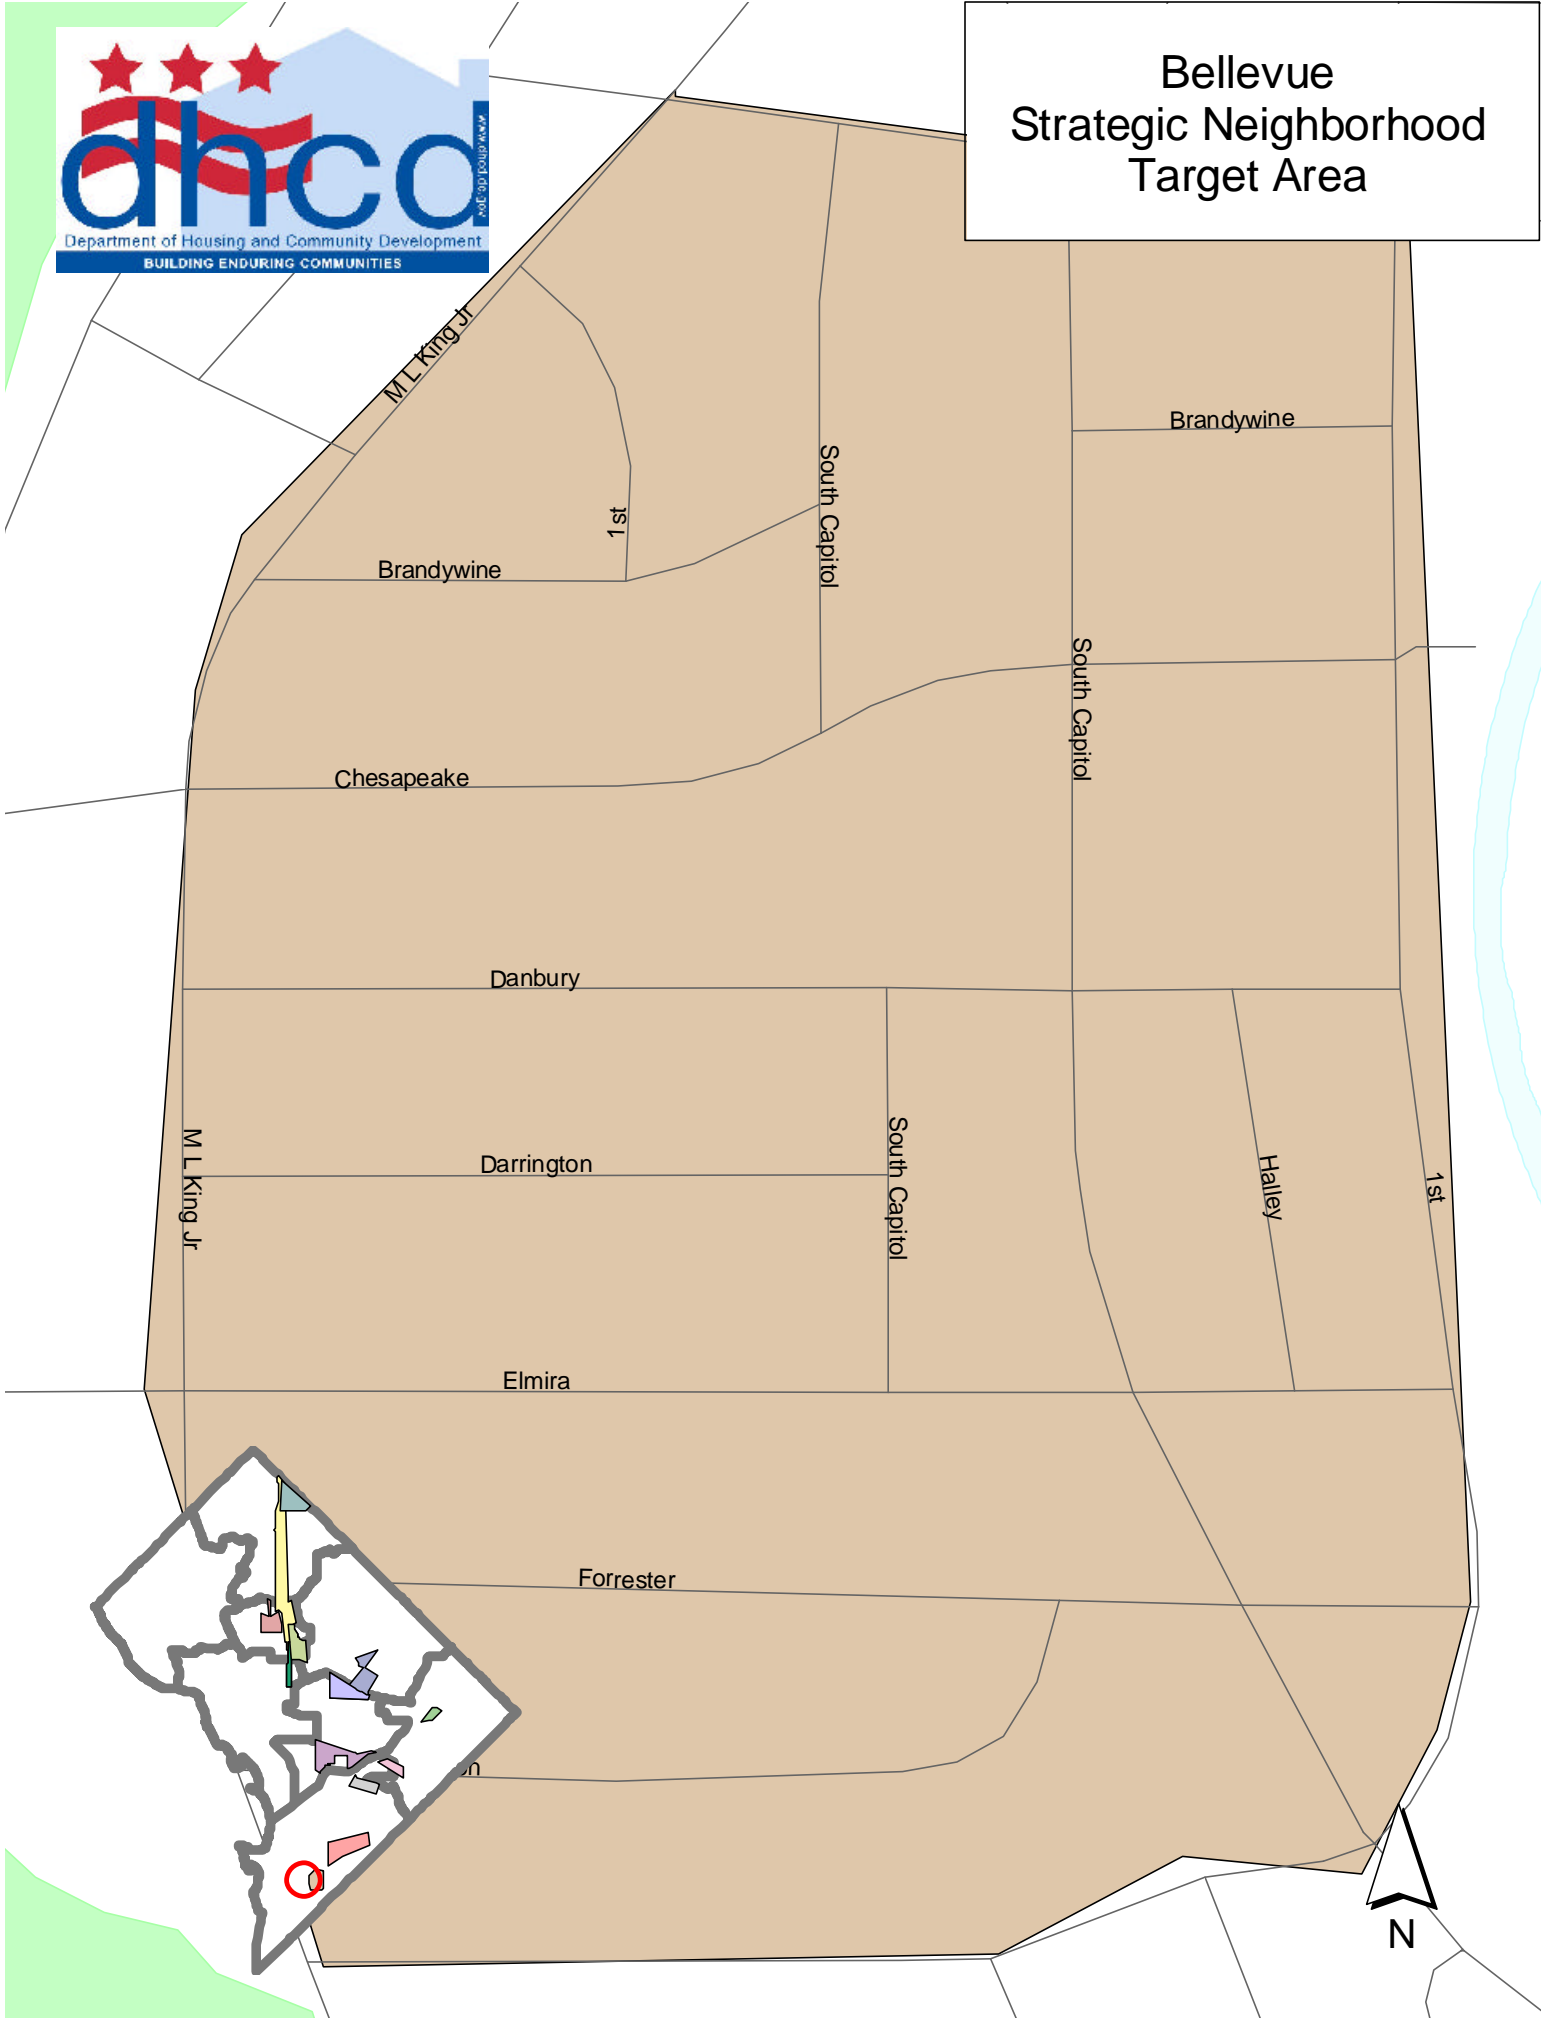 Bellevue
Strategic Neighborhood
Target Area
dhcd
www.dhcd.dc.gov
Department of Housing and Community Development
BUILDING ENDURING COMMUNITIES
M L King Jr
Brandywine
South Capitol
1st
Brandywine
South Capitol
Chesapeake
Danbury
M L King Jr
Darrington
South Capitol
Halley
1st
Elmira
Forrester
N